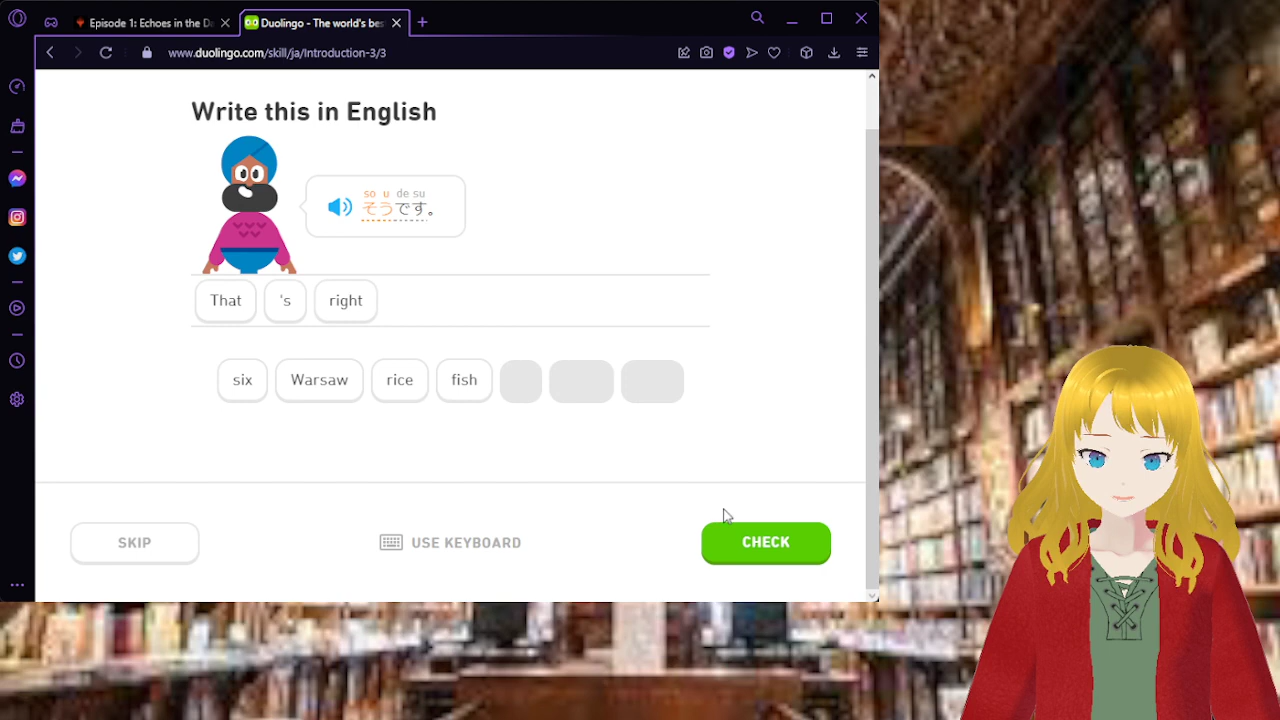 Episode 1: Echoes in the Da
Duolingo - The world's bes
www.duolingo.com/skill/ja/Introduction-3/3
Write this in English
so u de su
そうです。
That 's right
six Warsaw rice fish
SKIP USE KEYBOARD CHECK